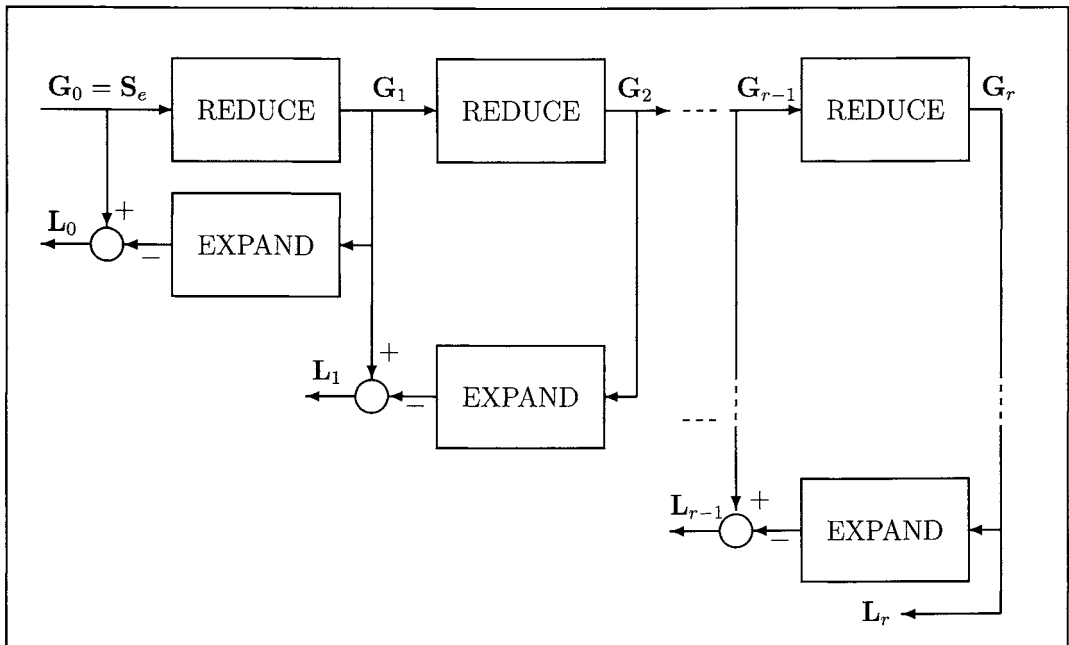 G₀ = Sₑ
REDUCE
G₁
REDUCE
G₂
Gᵣ₋₁
REDUCE
Gᵣ
L₀
+
−
EXPAND
L₁
+
−
EXPAND
Lᵣ₋₁
+
−
EXPAND
Lᵣ